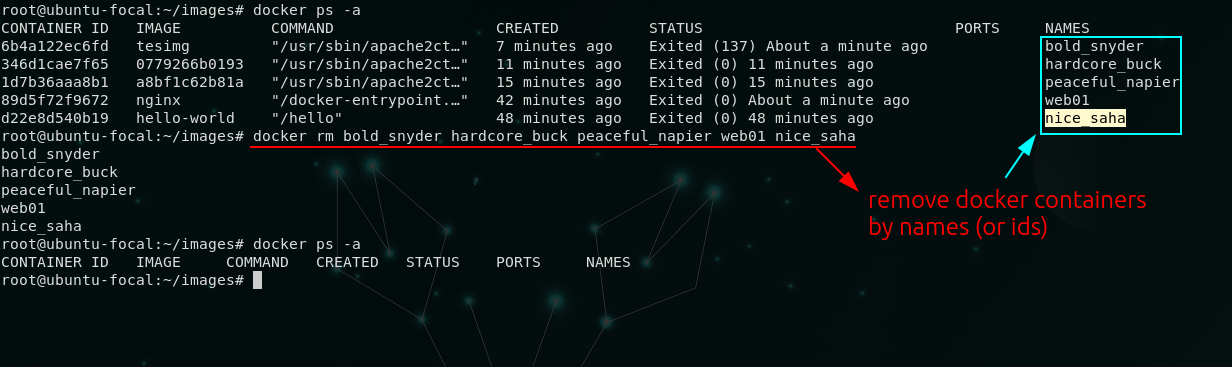 root@ubuntu-focal:~/images# docker ps -a
CONTAINER ID   IMAGE          COMMAND                  CREATED          STATUS                            PORTS     NAMES
6b4a122ec6fd   tesimg         "/usr/sbin/apache2ct…"   7 minutes ago    Exited (137) About a minute ago             bold_snyder
346d1cae7f65   0779266b0193   "/usr/sbin/apache2ct…"   11 minutes ago   Exited (0) 11 minutes ago                   hardcore_buck
1d7b36aaa8b1   a8bf1c62b81a   "/usr/sbin/apache2ct…"   15 minutes ago   Exited (0) 15 minutes ago                   peaceful_napier
89d5f72f9672   nginx          "/docker-entrypoint.…"   42 minutes ago   Exited (0) About a minute ago               web01
d22e8d540b19   hello-world    "/hello"                 48 minutes ago   Exited (0) 48 minutes ago                   nice_saha
root@ubuntu-focal:~/images# docker rm bold_snyder hardcore_buck peaceful_napier web01 nice_saha
bold_snyder
hardcore_buck
peaceful_napier
web01
nice_saha
remove docker containers
by names (or ids)
root@ubuntu-focal:~/images# docker ps -a
CONTAINER ID   IMAGE     COMMAND   CREATED   STATUS    PORTS     NAMES
root@ubuntu-focal:~/images#